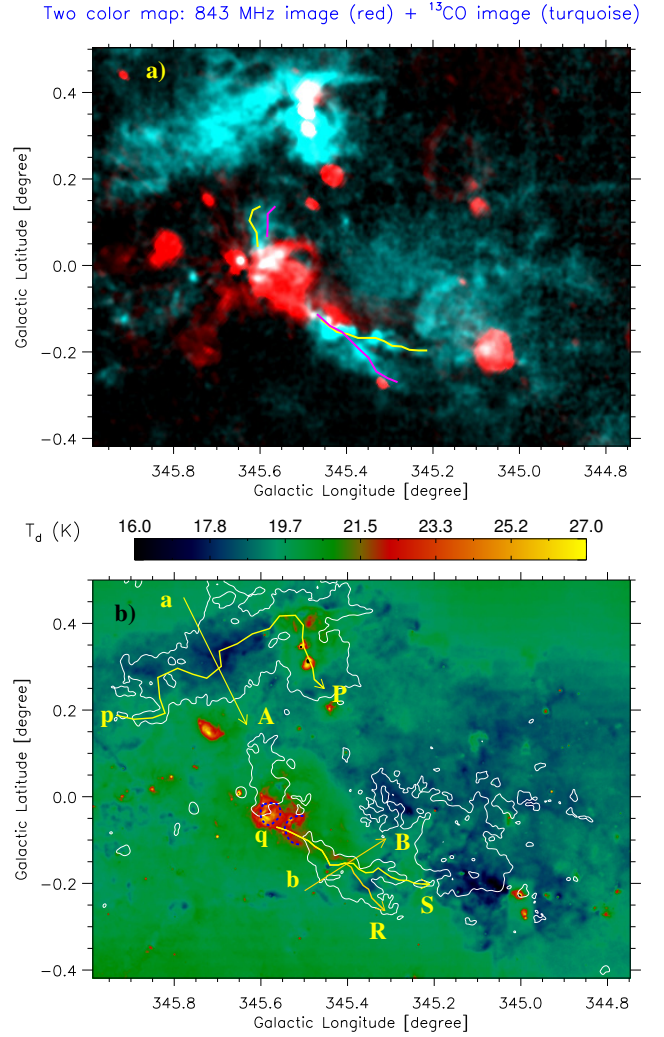 Two color map: 843 MHz image (red) + ¹³CO image (turquoise)
a)
0.4
0.2
0.0
−0.2
−0.4
Galactic Latitude [degree]
345.8 345.6 345.4 345.2 345.0 344.8
Galactic Longitude [degree]
T_d (K)
16.0 17.8 19.7 21.5 23.3 25.2 27.0
b)
a
0.4
p
P
0.2
A
0.0
q
B
b
−0.2
S
R
−0.4
Galactic Latitude [degree]
345.8 345.6 345.4 345.2 345.0 344.8
Galactic Longitude [degree]